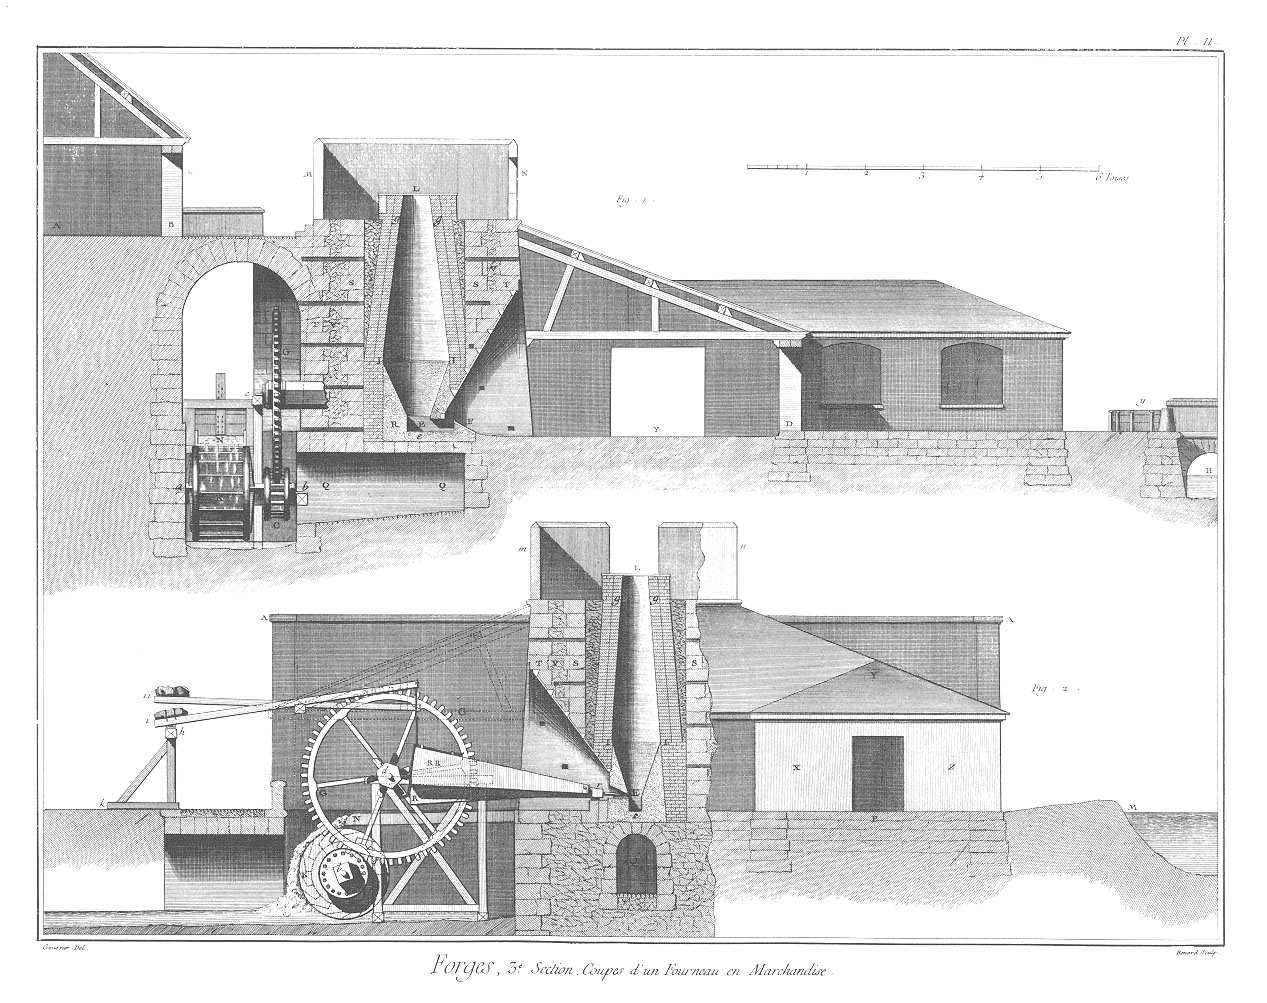 Pl. II.
1 2 3 4 5 6 Toises
Fig. 1.
M L N
g g
A B
S S V T
T V
G
I I
c
R E F
e
Y D
y
H
N
a b
Q Q
G
m L n
g g
A A
T V S S
Y
Fig. 2.
ii
i
h
k
G
RR
G
R
N
E
X Z
P
M
Goussier Del.
Benard Sculp.
Forges, 3.e Section, Coupes d'un Fourneau en Marchandise.